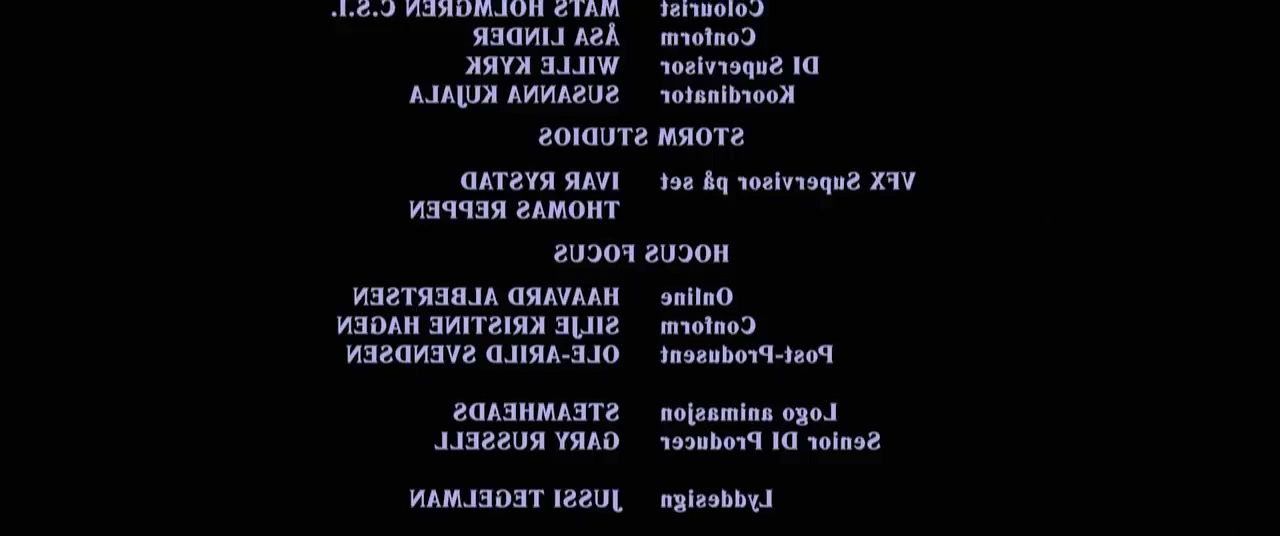 Colourist MATS HOLMGREN C.S.I.
Conform ÅSA LINDER
DI Supervisor WILLE KYRK
Koordinator SUSANNA KUJALA
STORM STUDIOS
VFX Supervisor på set IVAR RYSTAD
THOMAS REPPEN
HOCUS FOCUS
Online HAAVARD ALBERTSEN
Conform SILJE KRISTINE HAGEN
Post-Produsent OLE-ARILD SVENDSEN
Logo animasjon STEAMHEADS
Senior DI Producer GARY RUSSELL
Lyddesign JUSSI TEGELMAN